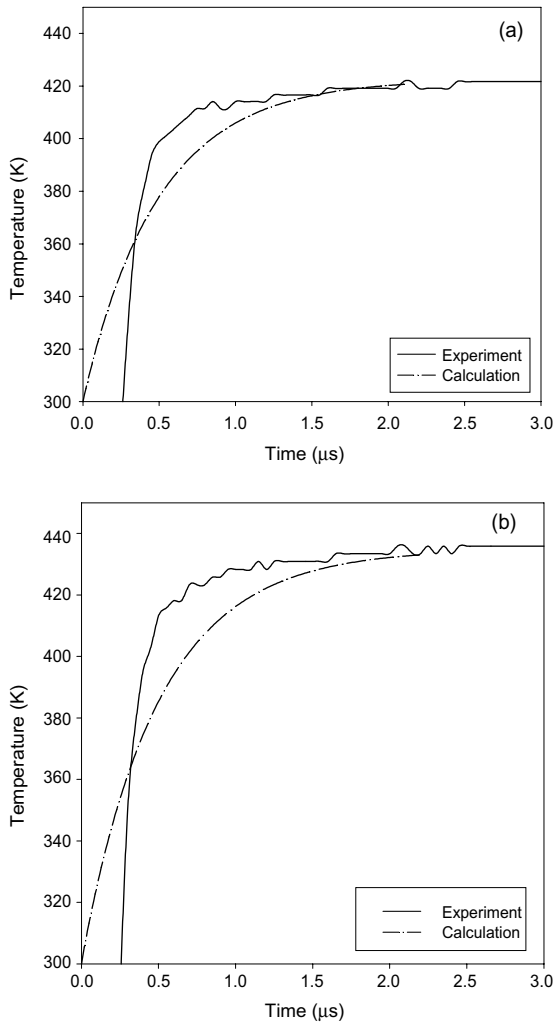 (a)
440
420
400
380
360
340
320
300
Temperature (K)
Experiment
Calculation
0.0 0.5 1.0 1.5 2.0 2.5 3.0
Time (μs)
(b)
440
420
400
380
360
340
320
300
Temperature (K)
Experiment
Calculation
0.0 0.5 1.0 1.5 2.0 2.5 3.0
Time (μs)